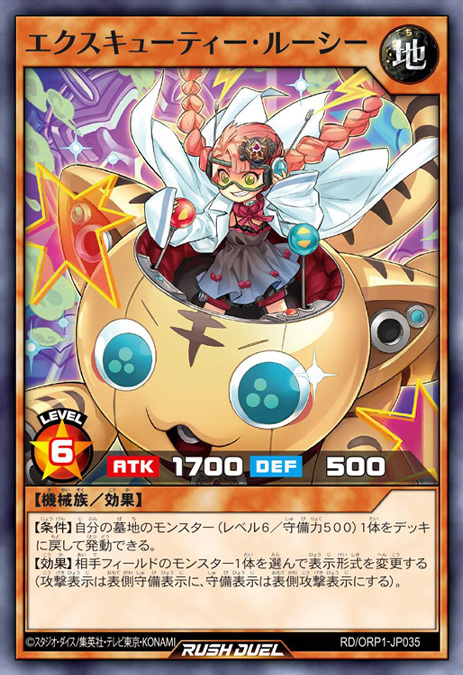 エクスキューティー・ルーシー
地
LEVEL
6
ATK 1700 DEF 500
【機械族／効果】
【条件】自分の墓地のモンスター（レベル6／守備力500）1体をデッキ
に戻して発動できる。
【効果】相手フィールドのモンスター1体を選んで表示形式を変更する
（攻撃表示は表側守備表示に、守備表示は表側攻撃表示にする）。
©スタジオ・ダイス/集英社・テレビ東京・KONAMI
RUSH DUEL
RD/ORP1-JP035